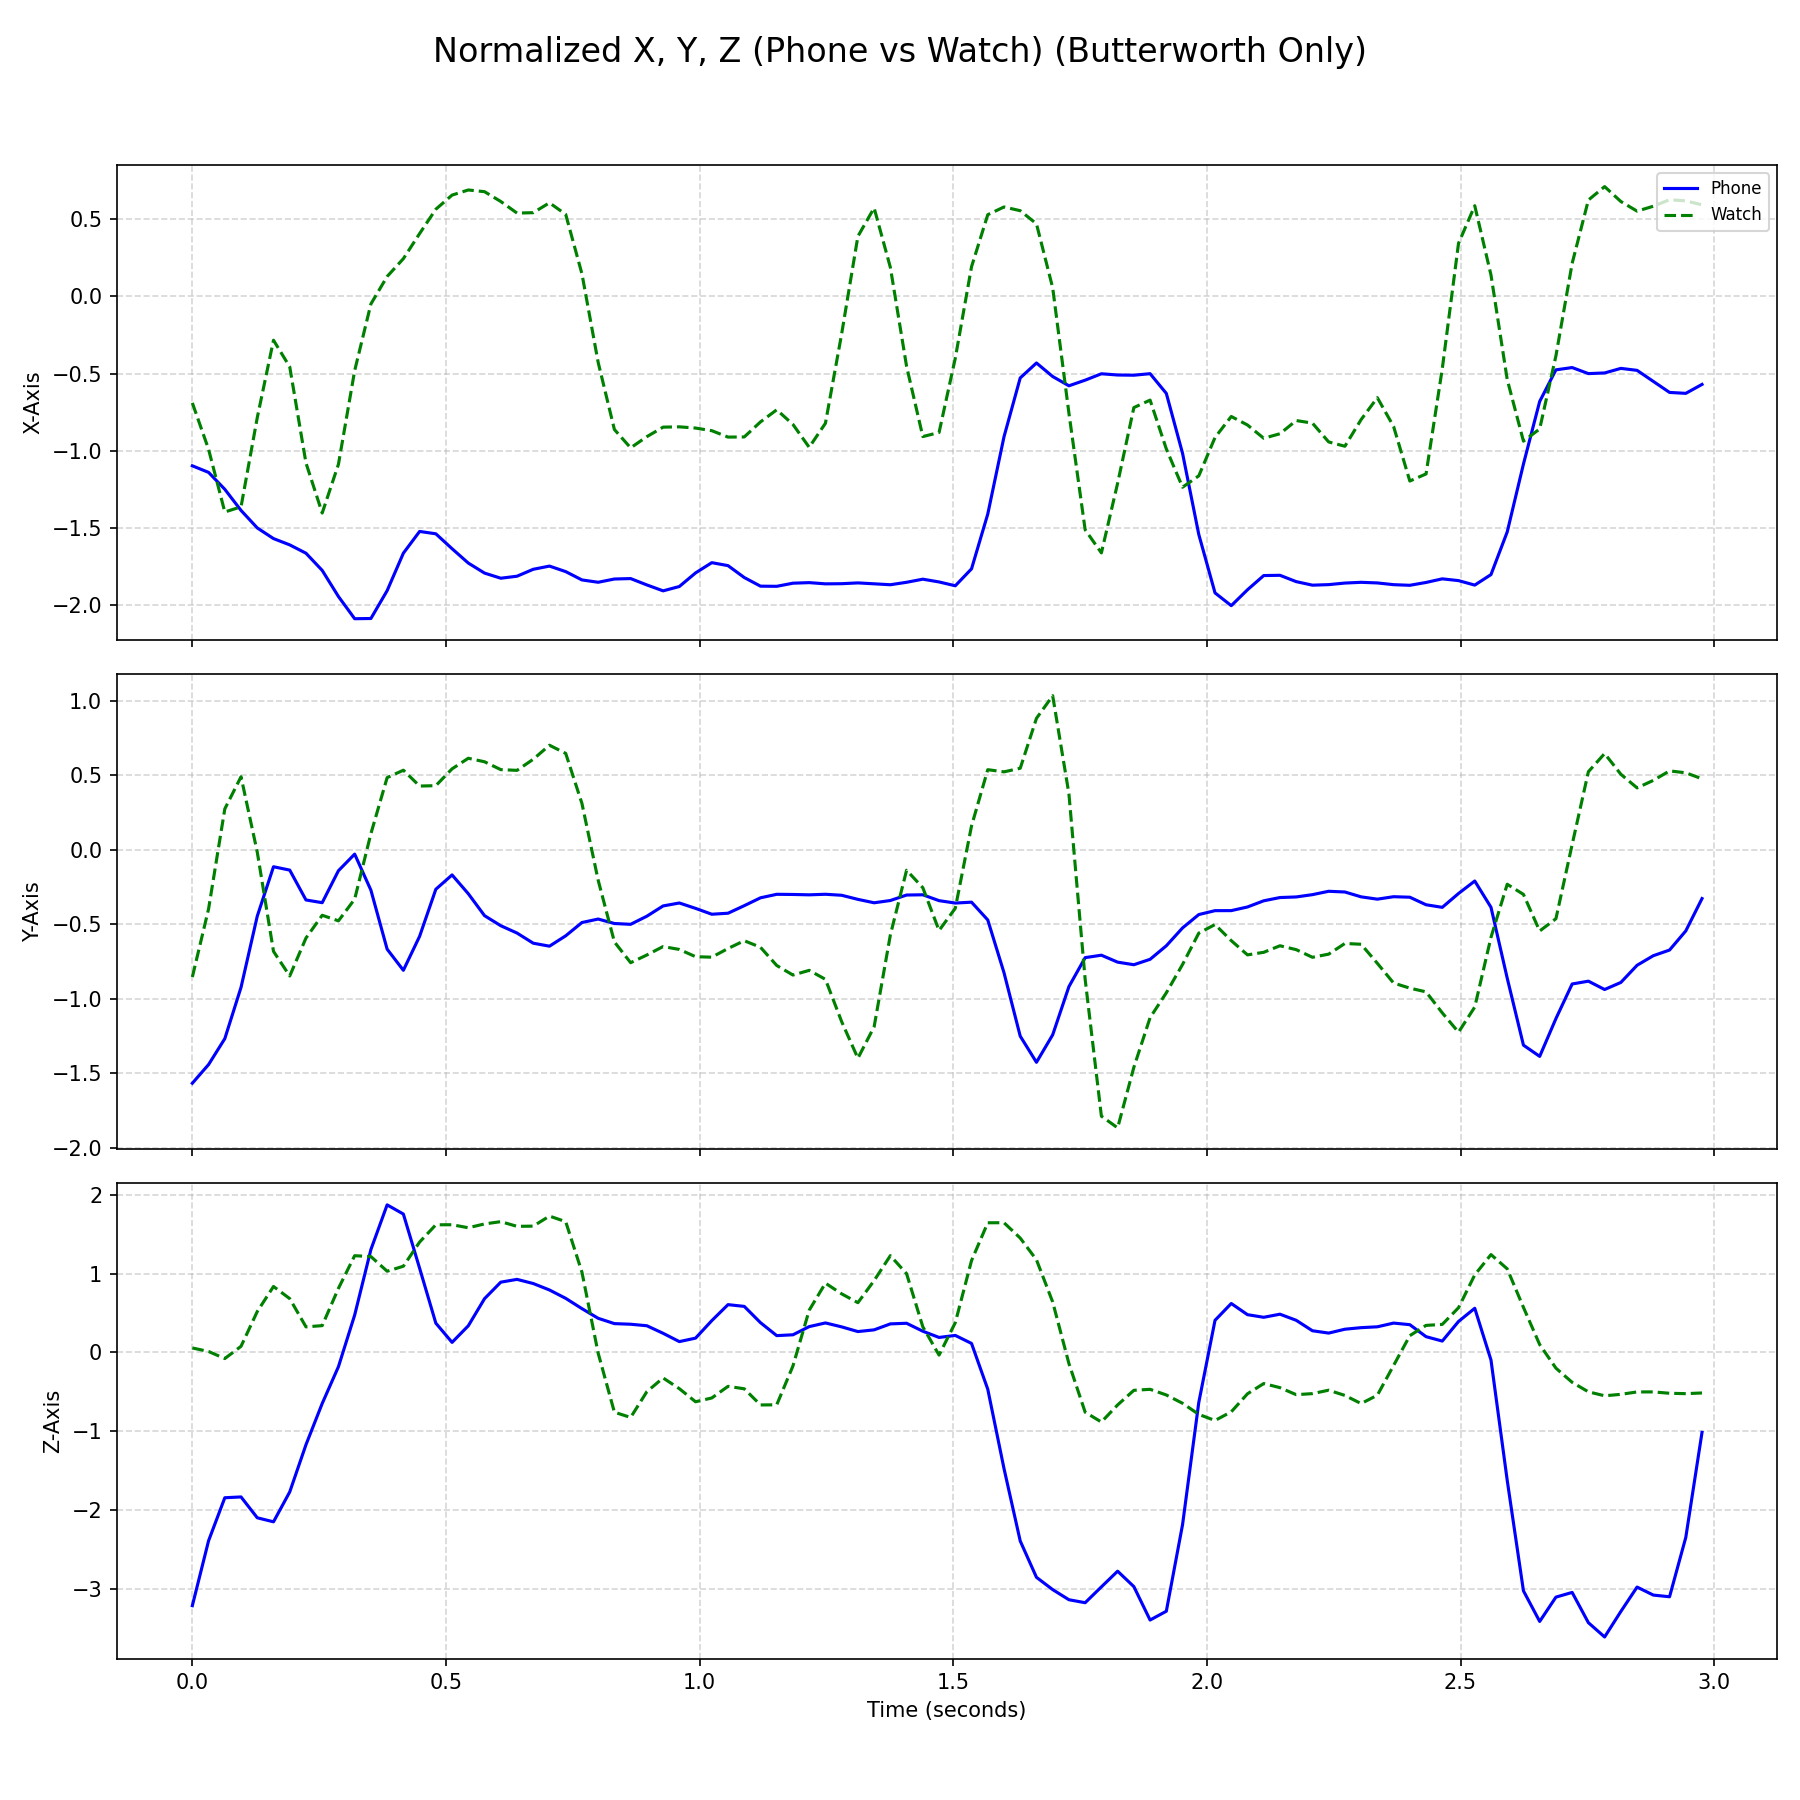 Normalized X, Y, Z (Phone vs Watch) (Butterworth Only)
Phone
Watch
0.5
0.0
−0.5
−1.0
−1.5
−2.0
X-Axis
1.0
0.5
0.0
−0.5
−1.0
−1.5
−2.0
Y-Axis
2
1
0
−1
−2
−3
Z-Axis
0.0 0.5 1.0 1.5 2.0 2.5 3.0
Time (seconds)